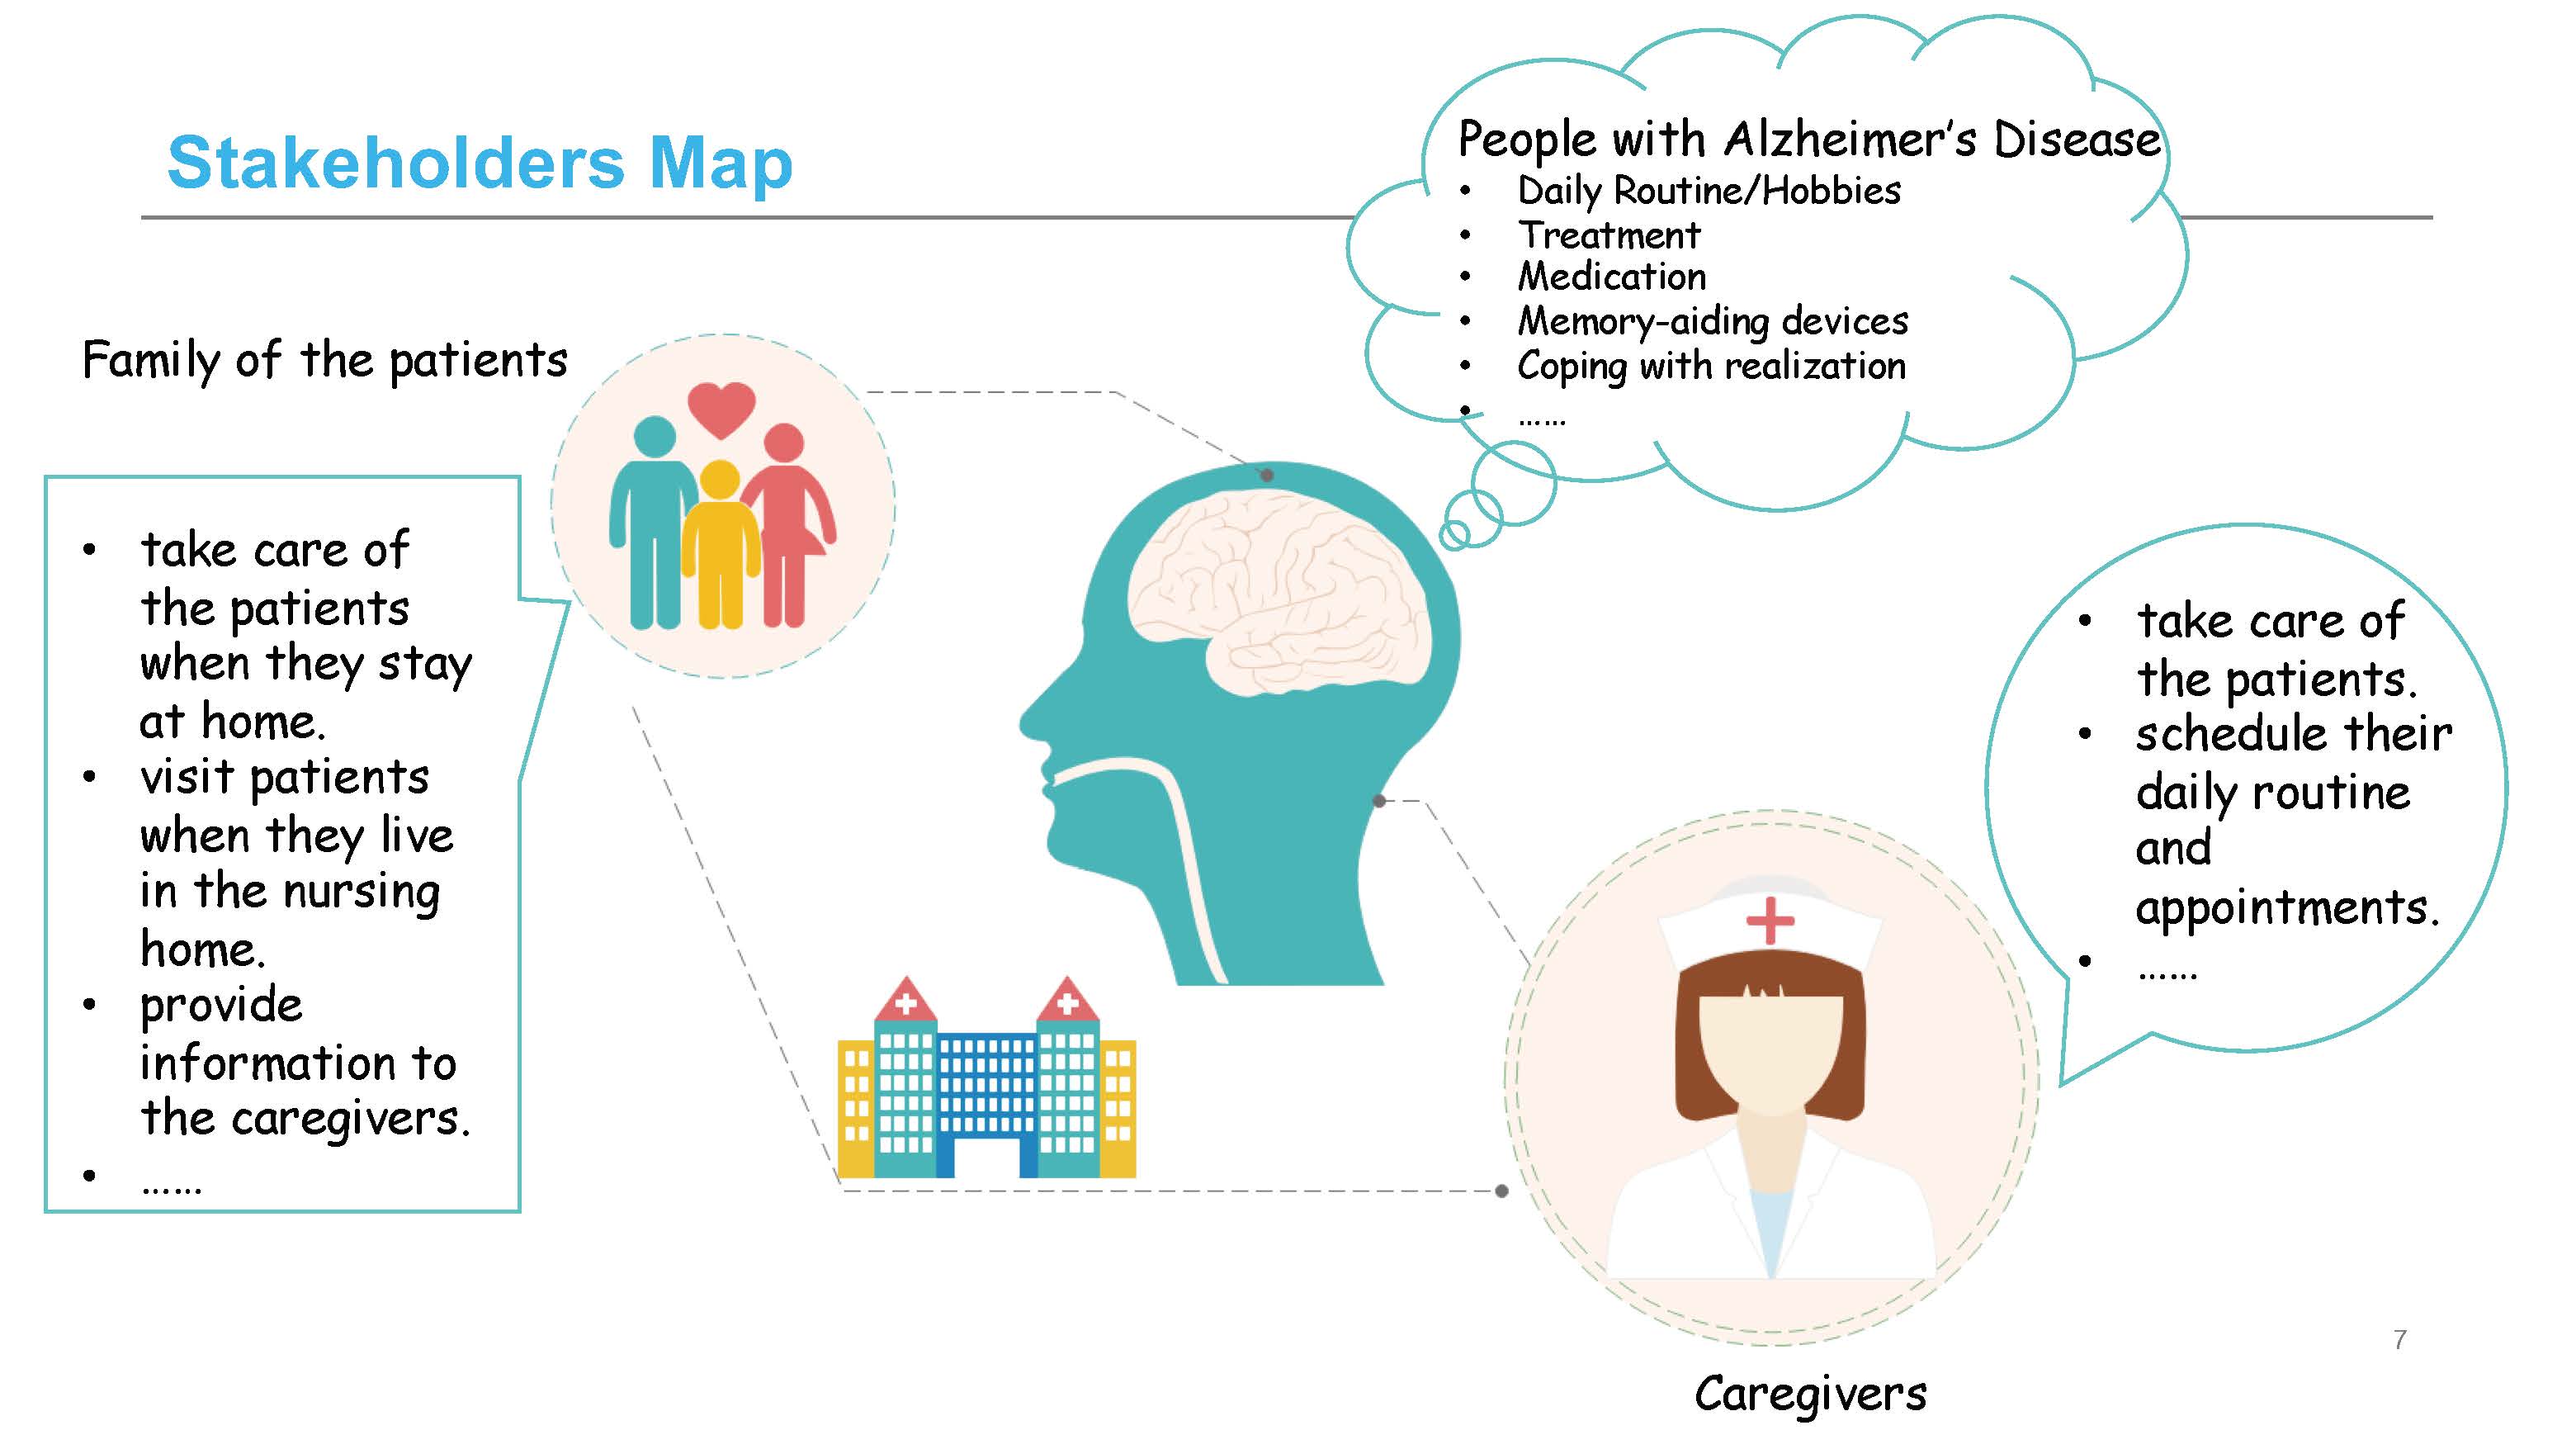 Stakeholders Map
People with Alzheimer’s Disease
• Daily Routine/Hobbies
• Treatment
• Medication
• Memory-aiding devices
• Coping with realization
• ……
Family of the patients
• take care of
the patients
when they stay
at home.
• visit patients
when they live
in the nursing
home.
• provide
information to
the caregivers.
• ……
• take care of
the patients.
• schedule their
daily routine
and
appointments.
• ……
Caregivers
7